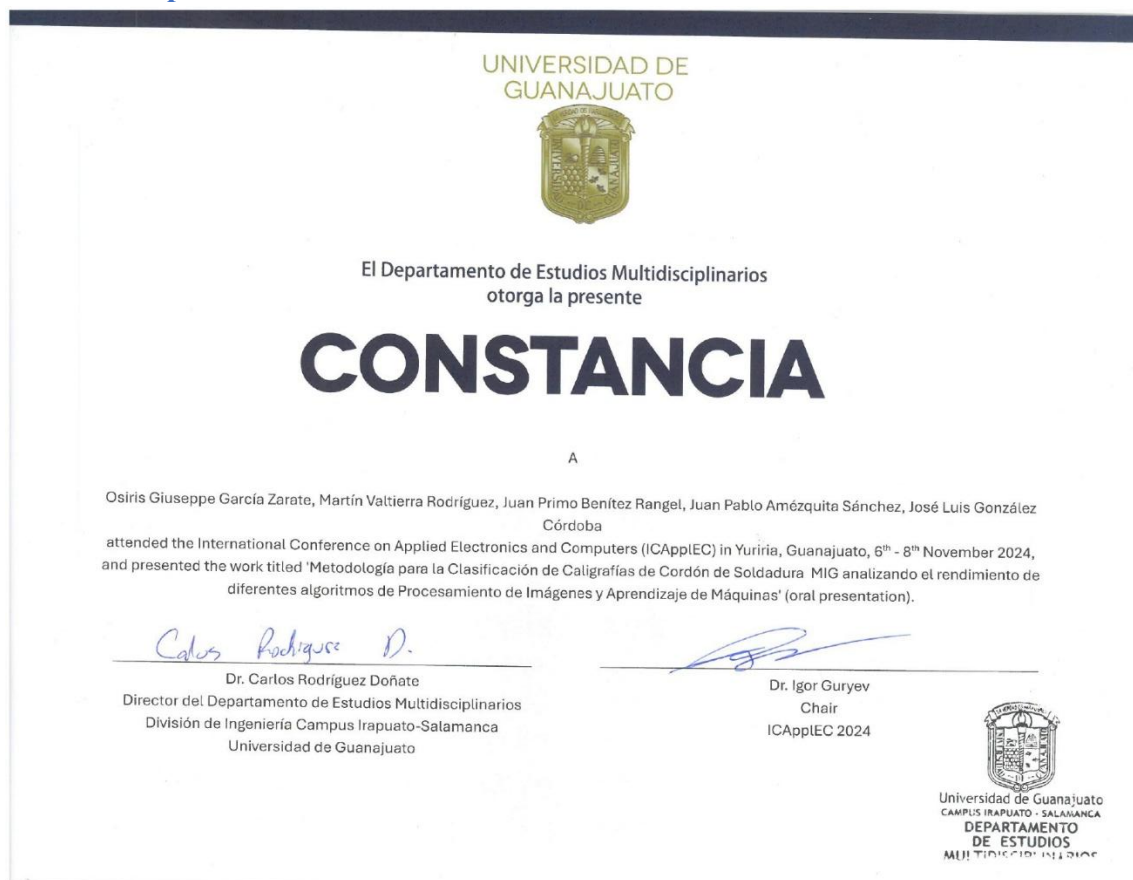 UNIVERSIDAD DE
GUANAJUATO
El Departamento de Estudios Multidisciplinarios
otorga la presente
CONSTANCIA
A
Osiris Giuseppe García Zarate, Martín Valtierra Rodríguez, Juan Primo Benítez Rangel, Juan Pablo Amézquita Sánchez, José Luis González
Córdoba
attended the International Conference on Applied Electronics and Computers (ICApplEC) in Yuriria, Guanajuato, 6th - 8th November 2024,
and presented the work titled 'Metodología para la Clasificación de Caligrafías de Cordón de Soldadura MIG analizando el rendimiento de
diferentes algoritmos de Procesamiento de Imágenes y Aprendizaje de Máquinas' (oral presentation).
Dr. Carlos Rodríguez Doñate
Director del Departamento de Estudios Multidisciplinarios
División de Ingeniería Campus Irapuato-Salamanca
Universidad de Guanajuato
Dr. Igor Guryev
Chair
ICApplEC 2024
Universidad de Guanajuato
CAMPUS IRAPUATO - SALAMANCA
DEPARTAMENTO
DE ESTUDIOS
MULTIDISCIPLINARIOS